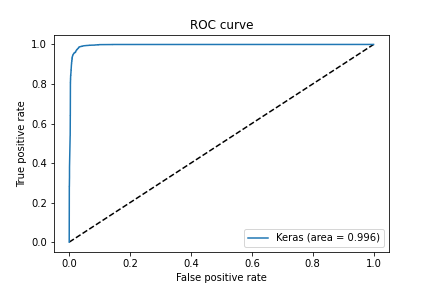 ROC curve
1.0
0.8
0.6
0.4
0.2
0.0
True positive rate
Keras (area = 0.996)
0.0 0.2 0.4 0.6 0.8 1.0
False positive rate